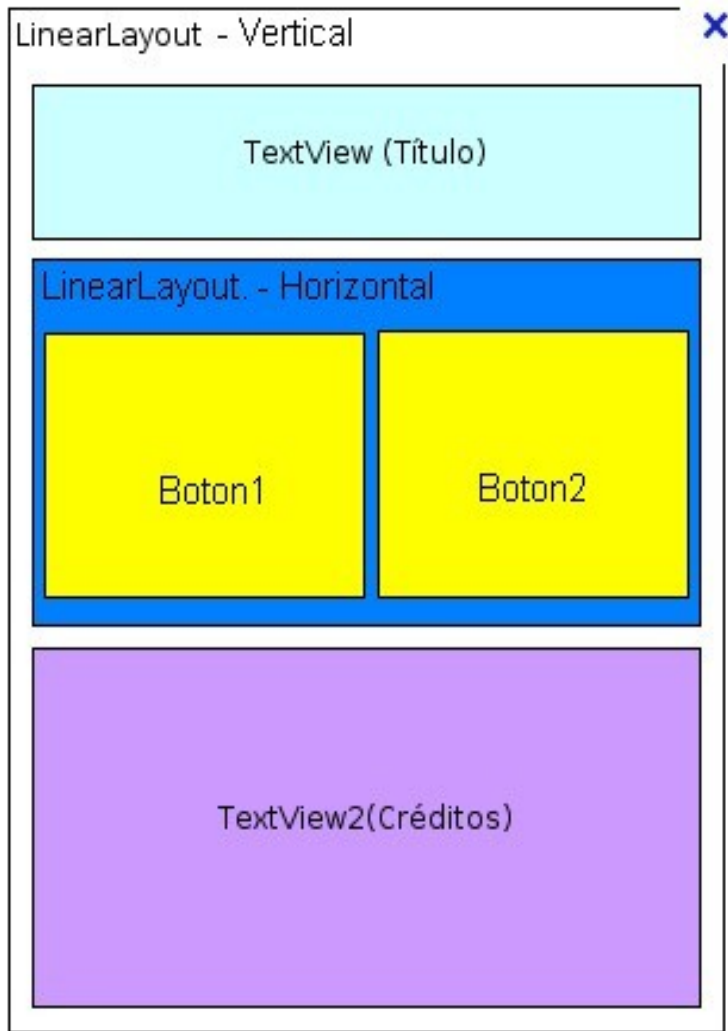 LinearLayout - Vertical
TextView (Título)
LinearLayout. - Horizontal
Boton1
Boton2
TextView2(Créditos)